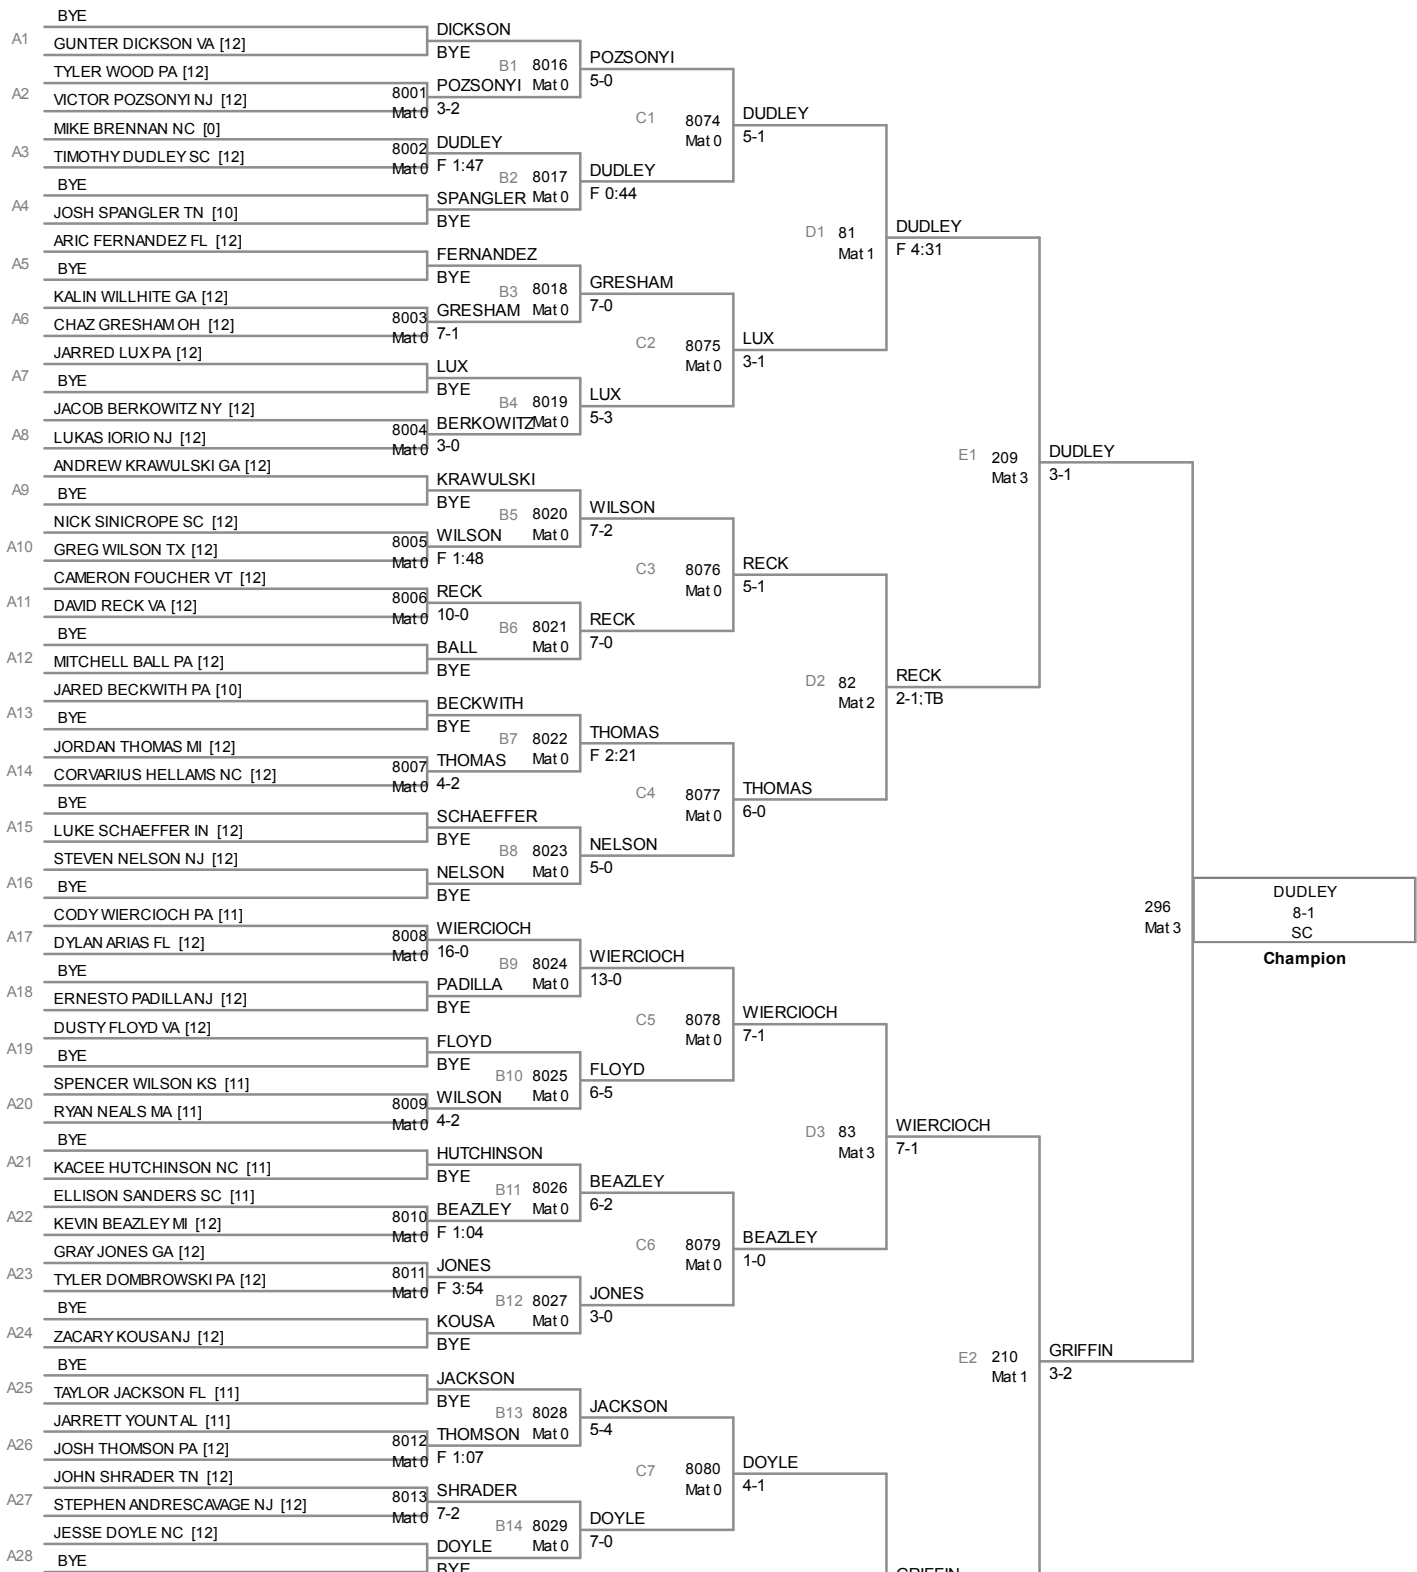 BYE
A1
GUNTER DICKSON VA [12]
DICKSON
BYE
B1 8016
Mat 0
POZSONYI
5-0
TYLER WOOD PA [12]
A2
VICTOR POZSONYI NJ [12]
8001
Mat 0
POZSONYI
3-2
C1 8074
Mat 0
DUDLEY
5-1
MIKE BRENNAN NC [0]
A3
TIMOTHY DUDLEY SC [12]
8002
Mat 0
DUDLEY
F 1:47
B2 8017
Mat 0
DUDLEY
F 0:44
BYE
A4
JOSH SPANGLER TN [10]
SPANGLER
BYE
D1 81
Mat 1
DUDLEY
F 4:31
ARIC FERNANDEZ FL [12]
A5
BYE
FERNANDEZ
BYE
B3 8018
Mat 0
GRESHAM
7-0
KALIN WILLHITE GA [12]
A6
CHAZ GRESHAM OH [12]
8003
Mat 0
GRESHAM
7-1
C2 8075
Mat 0
LUX
3-1
JARRED LUX PA [12]
A7
BYE
LUX
BYE
B4 8019
Mat 0
LUX
5-3
JACOB BERKOWITZ NY [12]
A8
LUKAS IORIO NJ [12]
8004
Mat 0
BERKOWITZ
3-0
E1 209
Mat 3
DUDLEY
3-1
ANDREW KRAWULSKI GA [12]
A9
BYE
KRAWULSKI
BYE
B5 8020
Mat 0
WILSON
7-2
NICK SINICROPE SC [12]
A10
GREG WILSON TX [12]
8005
Mat 0
WILSON
F 1:48
C3 8076
Mat 0
RECK
5-1
CAMERON FOUCHER VT [12]
A11
DAVID RECK VA [12]
8006
Mat 0
RECK
10-0
B6 8021
Mat 0
RECK
7-0
BYE
A12
MITCHELL BALL PA [12]
BALL
BYE
D2 82
Mat 2
RECK
2-1;TB
JARED BECKWITH PA [10]
A13
BYE
BECKWITH
BYE
B7 8022
Mat 0
THOMAS
F 2:21
JORDAN THOMAS MI [12]
A14
CORVARIUS HELLAMS NC [12]
8007
Mat 0
THOMAS
4-2
C4 8077
Mat 0
THOMAS
6-0
BYE
A15
LUKE SCHAEFFER IN [12]
SCHAEFFER
BYE
B8 8023
Mat 0
NELSON
5-0
STEVEN NELSON NJ [12]
A16
BYE
NELSON
BYE
296
Mat 3
DUDLEY
8-1
SC
Champion
CODY WIERCIOCH PA [11]
A17
DYLAN ARIAS FL [12]
8008
Mat 0
WIERCIOCH
16-0
B9 8024
Mat 0
WIERCIOCH
13-0
BYE
A18
ERNESTO PADILLA NJ [12]
PADILLA
BYE
C5 8078
Mat 0
WIERCIOCH
7-1
DUSTY FLOYD VA [12]
A19
BYE
FLOYD
BYE
B10 8025
Mat 0
FLOYD
6-5
SPENCER WILSON KS [11]
A20
RYAN NEALS MA [11]
8009
Mat 0
WILSON
4-2
D3 83
Mat 3
WIERCIOCH
7-1
BYE
A21
KACEE HUTCHINSON NC [11]
HUTCHINSON
BYE
B11 8026
Mat 0
BEAZLEY
6-2
ELLISON SANDERS SC [11]
A22
KEVIN BEAZLEY MI [12]
8010
Mat 0
BEAZLEY
F 1:04
C6 8079
Mat 0
BEAZLEY
1-0
GRAY JONES GA [12]
A23
TYLER DOMBROWSKI PA [12]
8011
Mat 0
JONES
F 3:54
B12 8027
Mat 0
JONES
3-0
BYE
A24
ZACARY KOUSA NJ [12]
KOUSA
BYE
E2 210
Mat 1
GRIFFIN
3-2
BYE
A25
TAYLOR JACKSON FL [11]
JACKSON
BYE
B13 8028
Mat 0
JACKSON
5-4
JARRETT YOUNT AL [11]
A26
JOSH THOMSON PA [12]
8012
Mat 0
THOMSON
F 1:07
C7 8080
Mat 0
DOYLE
4-1
JOHN SHRADER TN [12]
A27
STEPHEN ANDRESCAVAGE NJ [12]
8013
Mat 0
SHRADER
7-2
B14 8029
Mat 0
DOYLE
7-0
JESSE DOYLE NC [12]
A28
BYE
DOYLE
BYE
GRIFFIN